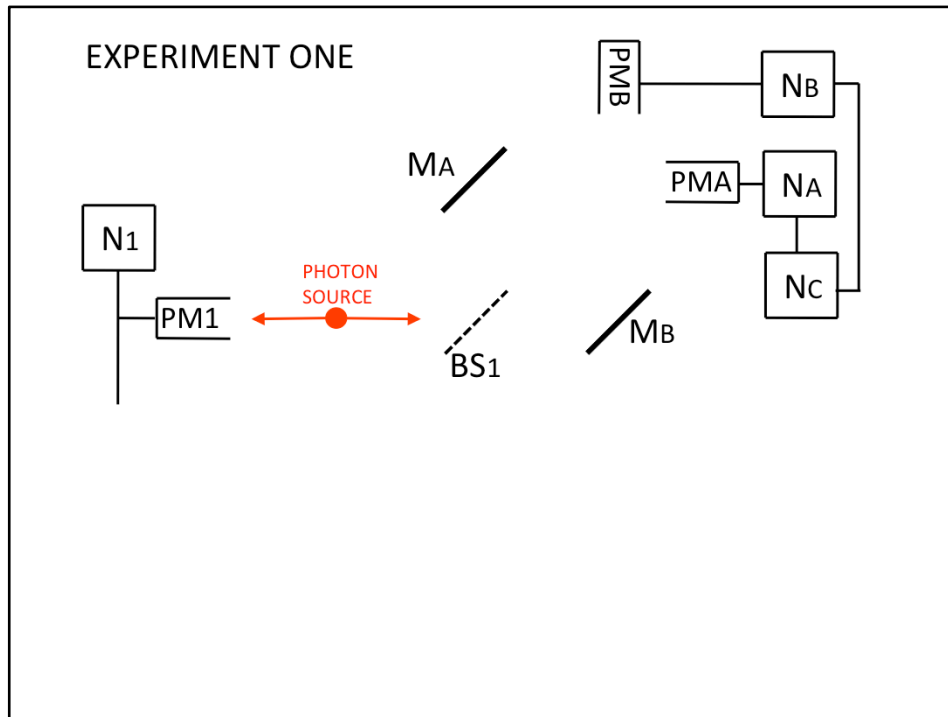 EXPERIMENT ONE
PMB
NB
MA
PMA
NA
N1
PHOTON
SOURCE
NC
PM1
MB
BS1